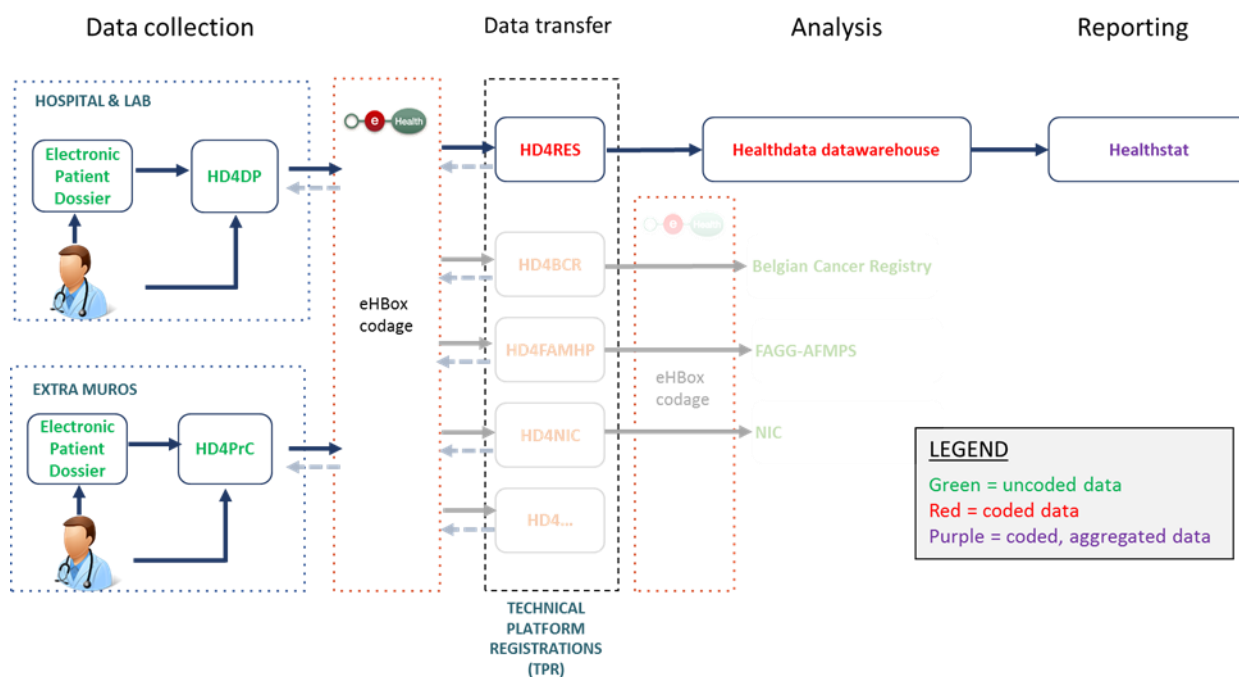 Data collection
Data transfer
Analysis
Reporting
HOSPITAL & LAB
Electronic
Patient
Dossier
HD4DP
e
Health
HD4RES
Healthdata datawarehouse
Healthstat
e
Health
HD4BCR
Belgian Cancer Registry
eHBox
codage
HD4FAMHP
FAGG-AFMPS
eHBox
codage
EXTRA MUROS
Electronic
Patient
Dossier
HD4PrC
HD4NIC
NIC
HD4...
LEGEND
Green = uncoded data
Red = coded data
Purple = coded, aggregated data
TECHNICAL
PLATFORM
REGISTRATIONS
(TPR)